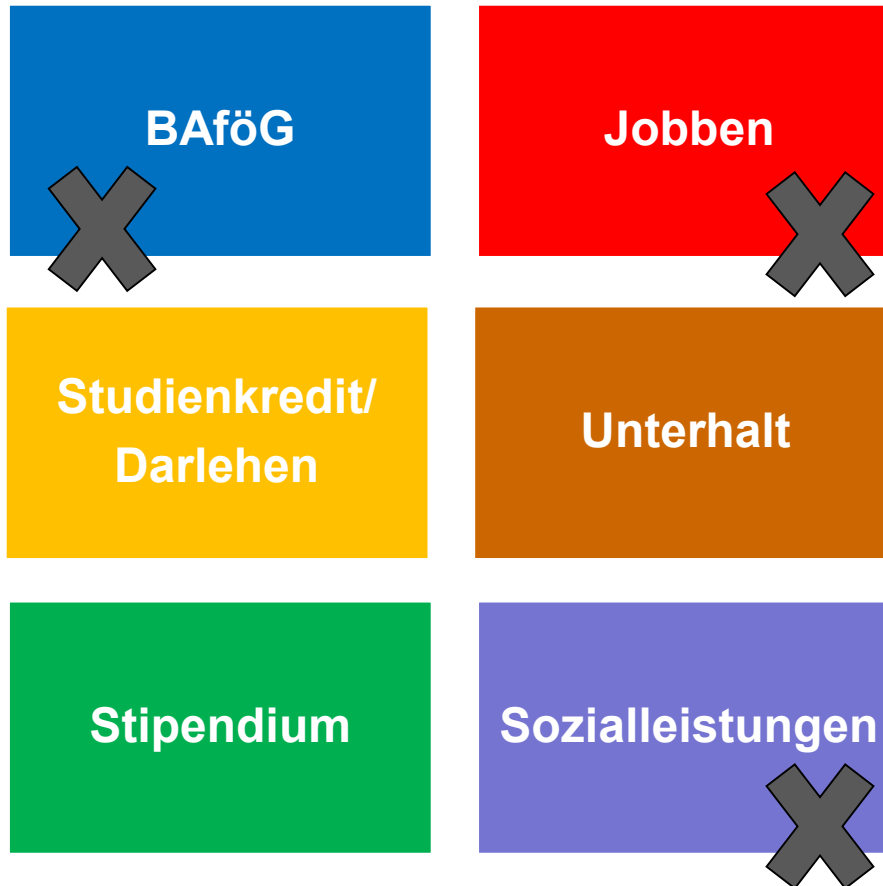 BAföG
Jobben
Studienkredit/
Darlehen
Unterhalt
Stipendium
Sozialleistungen